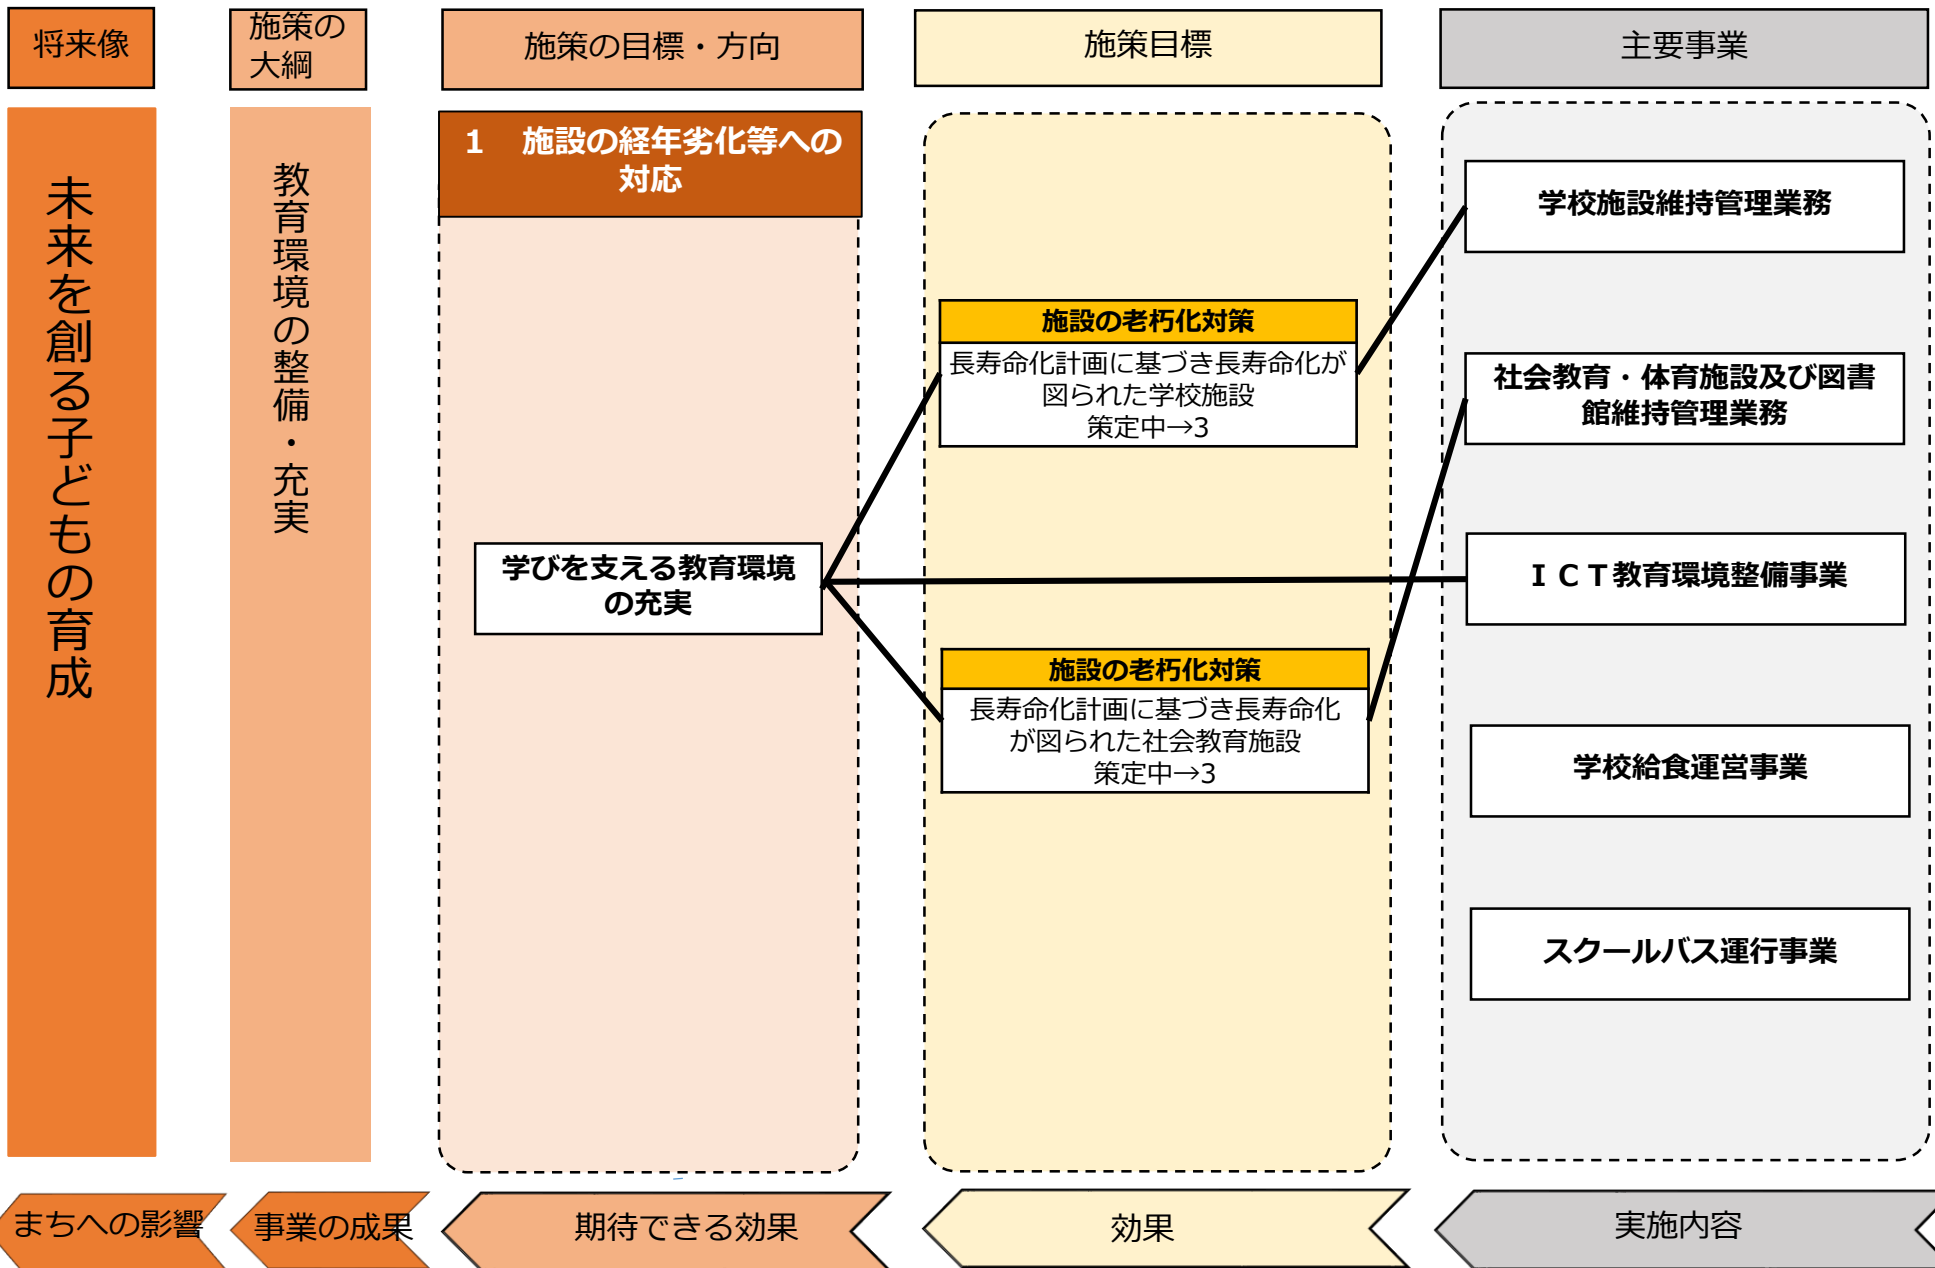 将来像
施策の
大綱
施策の目標・方向
施策目標
主要事業
未来を創る子どもの育成
教育環境の整備・充実
1　施設の経年劣化等への
対応
学びを支える教育環境
の充実
施設の老朽化対策
長寿命化計画に基づき長寿命化が
図られた学校施設
策定中→3
施設の老朽化対策
長寿命化計画に基づき長寿命化
が図られた社会教育施設
策定中→3
学校施設維持管理業務
社会教育・体育施設及び図書
館維持管理業務
ＩＣＴ教育環境整備事業
学校給食運営事業
スクールバス運行事業
まちへの影響
事業の成果
期待できる効果
効果
実施内容